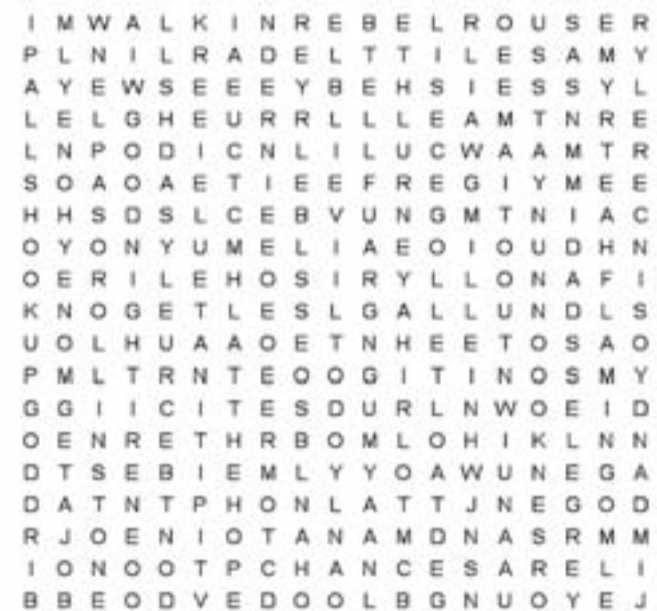 I M W A L K I N R E B E L R O U S E R
P L N I L R A D E L T T I L E S A M Y
A Y E W S E E E Y B E H S I E S S Y L
L E L G H E U R R L L L E A M T N R E
L N P O D I C N L I L U C W A A M T R
S O A O A E T I E E F R E G I Y M E E
H H S D S L C E B V U N G M T N I A C
O Y O N Y U M E L I A E O I O U D H N
O E R I L E H O S I R Y L L O N A F I
K N O G E T L E S L G A L L U N D L S
U O L H U A A O E T N H E E T O S A O
P M L T R N T E O O G I T I N O S M Y
G G I I C I T E S D U R L N W O E I D
O E N R E T H R B O M L O H I K L N N
D T S E B I E M L Y Y O A W U N E G A
D A T N T P H O N L A T T J N E G O D
R J O E N I O T A N A M D N A S R M M
I O N O O T P C H A N C E S A R E L I
B B E O D V E D O O L B G N U O Y E J